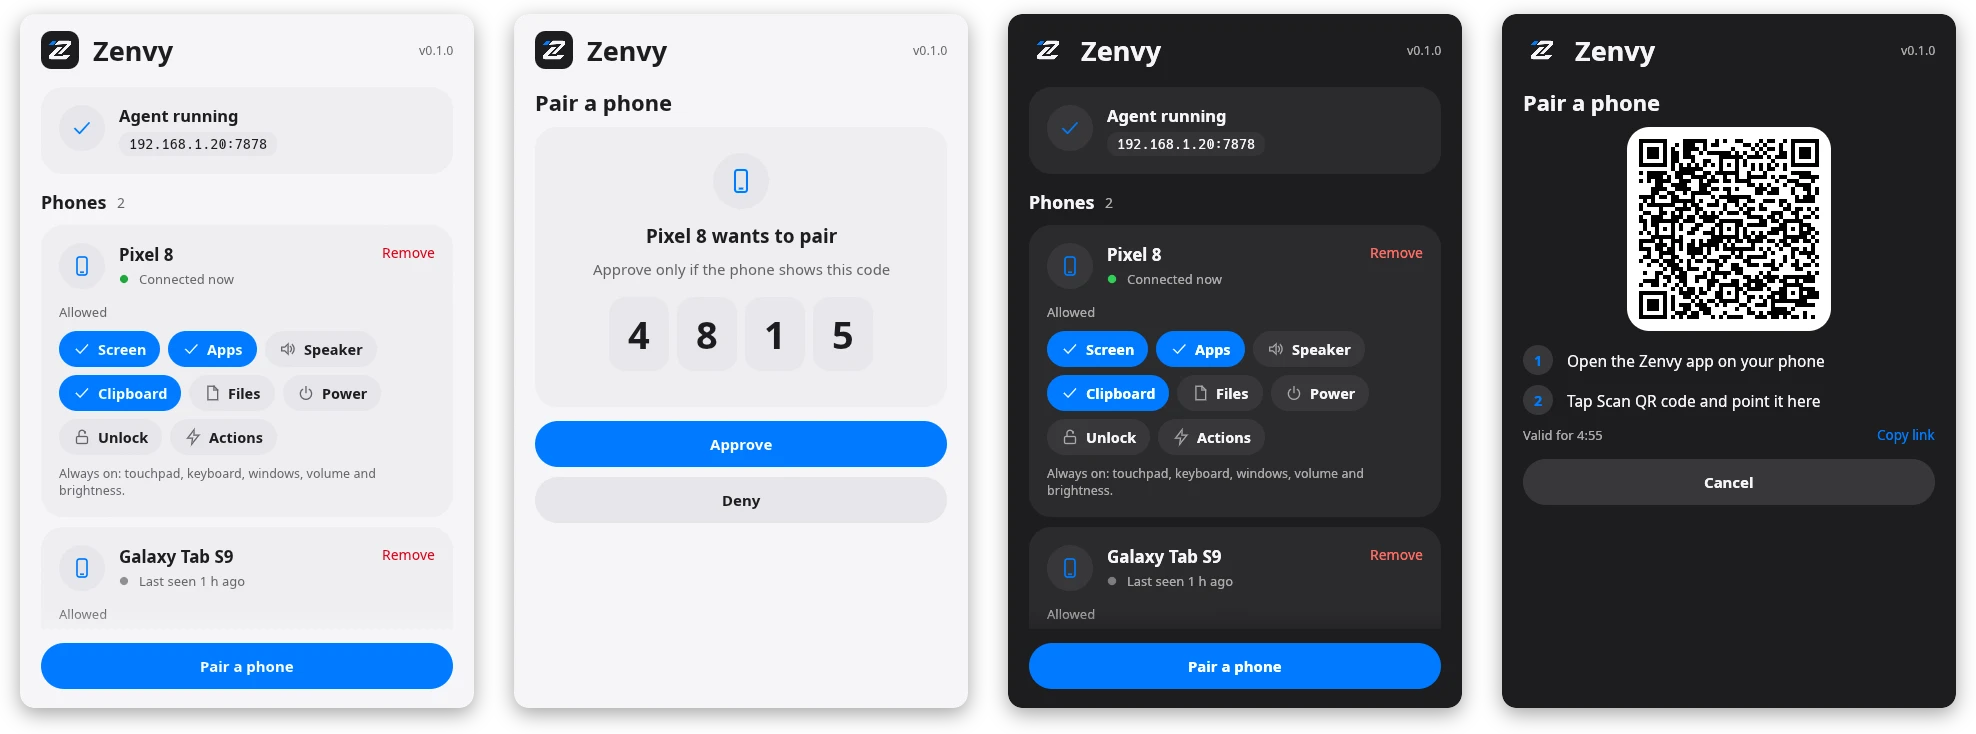 Zenvy
v0.1.0
Agent running
192.168.1.20:7878
Phones 2
Pixel 8
Remove
Connected now
Allowed
Screen Apps Speaker
Clipboard Files Power
Unlock Actions
Always on: touchpad, keyboard, windows, volume and
brightness.
Galaxy Tab S9
Remove
Last seen 1 h ago
Allowed
Pair a phone
Zenvy
v0.1.0
Pair a phone
Pixel 8 wants to pair
Approve only if the phone shows this code
4 8 1 5
Approve
Deny
Zenvy
v0.1.0
Agent running
192.168.1.20:7878
Phones 2
Pixel 8
Remove
Connected now
Allowed
Screen Apps Speaker
Clipboard Files Power
Unlock Actions
Always on: touchpad, keyboard, windows, volume and
brightness.
Galaxy Tab S9
Remove
Last seen 1 h ago
Allowed
Pair a phone
Zenvy
v0.1.0
Pair a phone
1 Open the Zenvy app on your phone
2 Tap Scan QR code and point it here
Valid for 4:55
Copy link
Cancel